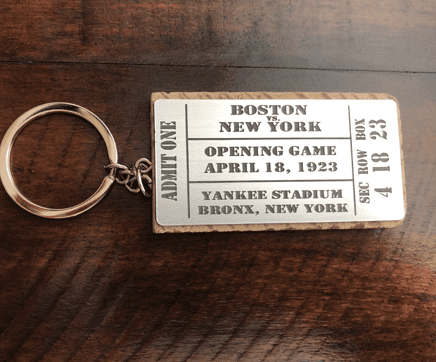 ADMIT ONE
BOSTON
VS.
NEW YORK
OPENING GAME
APRIL 18, 1923
YANKEE STADIUM
BRONX, NEW YORK
SEC ROW BOX
4 18 23